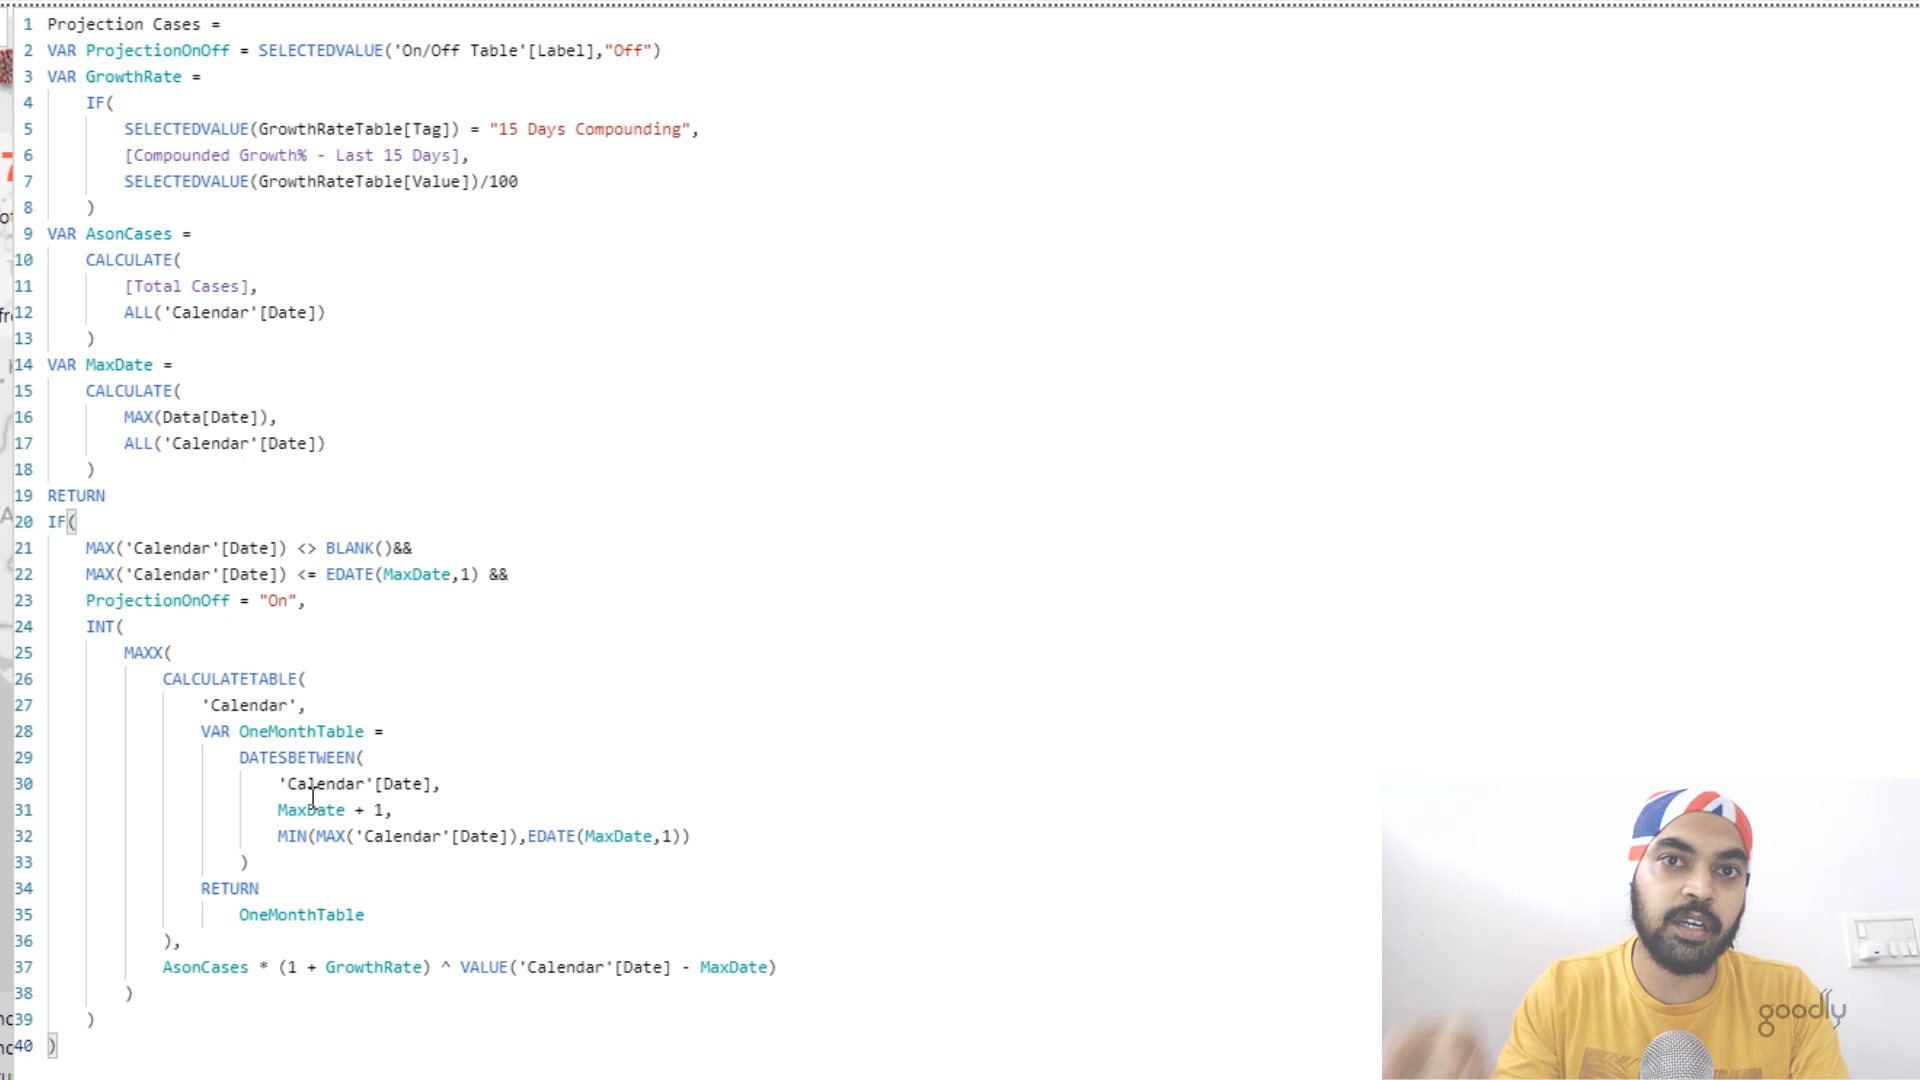 1 Projection Cases =
2 VAR ProjectionOnOff = SELECTEDVALUE('On/Off Table'[Label],"Off")
3 VAR GrowthRate =
4 IF(
5 SELECTEDVALUE(GrowthRateTable[Tag]) = "15 Days Compounding",
6 [Compounded Growth% - Last 15 Days],
7 SELECTEDVALUE(GrowthRateTable[Value])/100
8 )
9 VAR AsonCases =
10 CALCULATE(
11 [Total Cases],
12 ALL('Calendar'[Date])
13 )
14 VAR MaxDate =
15 CALCULATE(
16 MAX(Data[Date]),
17 ALL('Calendar'[Date])
18 )
19 RETURN
20 IF(
21 MAX('Calendar'[Date]) <> BLANK()&&
22 MAX('Calendar'[Date]) <= EDATE(MaxDate,1) &&
23 ProjectionOnOff = "On",
24 INT(
25 MAXX(
26 CALCULATETABLE(
27 'Calendar',
28 VAR OneMonthTable =
29 DATESBETWEEN(
30 'Calendar'[Date],
31 MaxDate + 1,
32 MIN(MAX('Calendar'[Date]),EDATE(MaxDate,1))
33 )
34 RETURN
35 OneMonthTable
36 ),
37 AsonCases * (1 + GrowthRate) ^ VALUE('Calendar'[Date] - MaxDate)
38 )
39 )
40 )
goodly